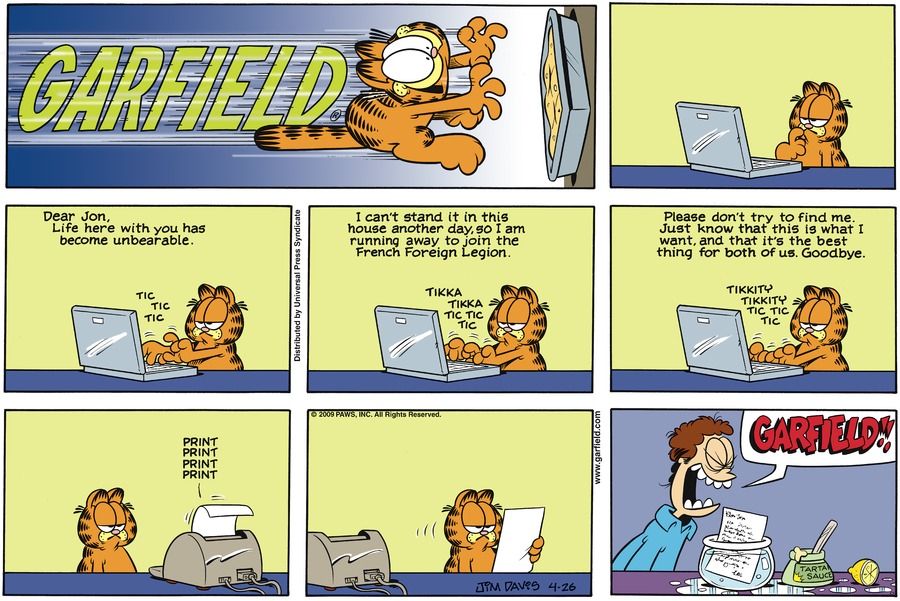 GARFIELD
®
Dear Jon,
Life here with you has
become unbearable.
TIC
TIC
TIC
Distributed by Universal Press Syndicate
I can't stand it in this
house another day, so I am
running away to join the
French Foreign Legion.
TIKKA
TIKKA
TIC TIC
TIC
Please don't try to find me.
Just know that this is what I
want, and that it's the best
thing for both of us. Goodbye.
TIKKITY
TIKKITY
TIC TIC
TIC
PRINT
PRINT
PRINT
PRINT
© 2009 PAWS, INC. All Rights Reserved.
JIM DAVIS 4-26
www.garfield.com
GARFIELD!!
Dear Jon
TARTAR
SAUCE